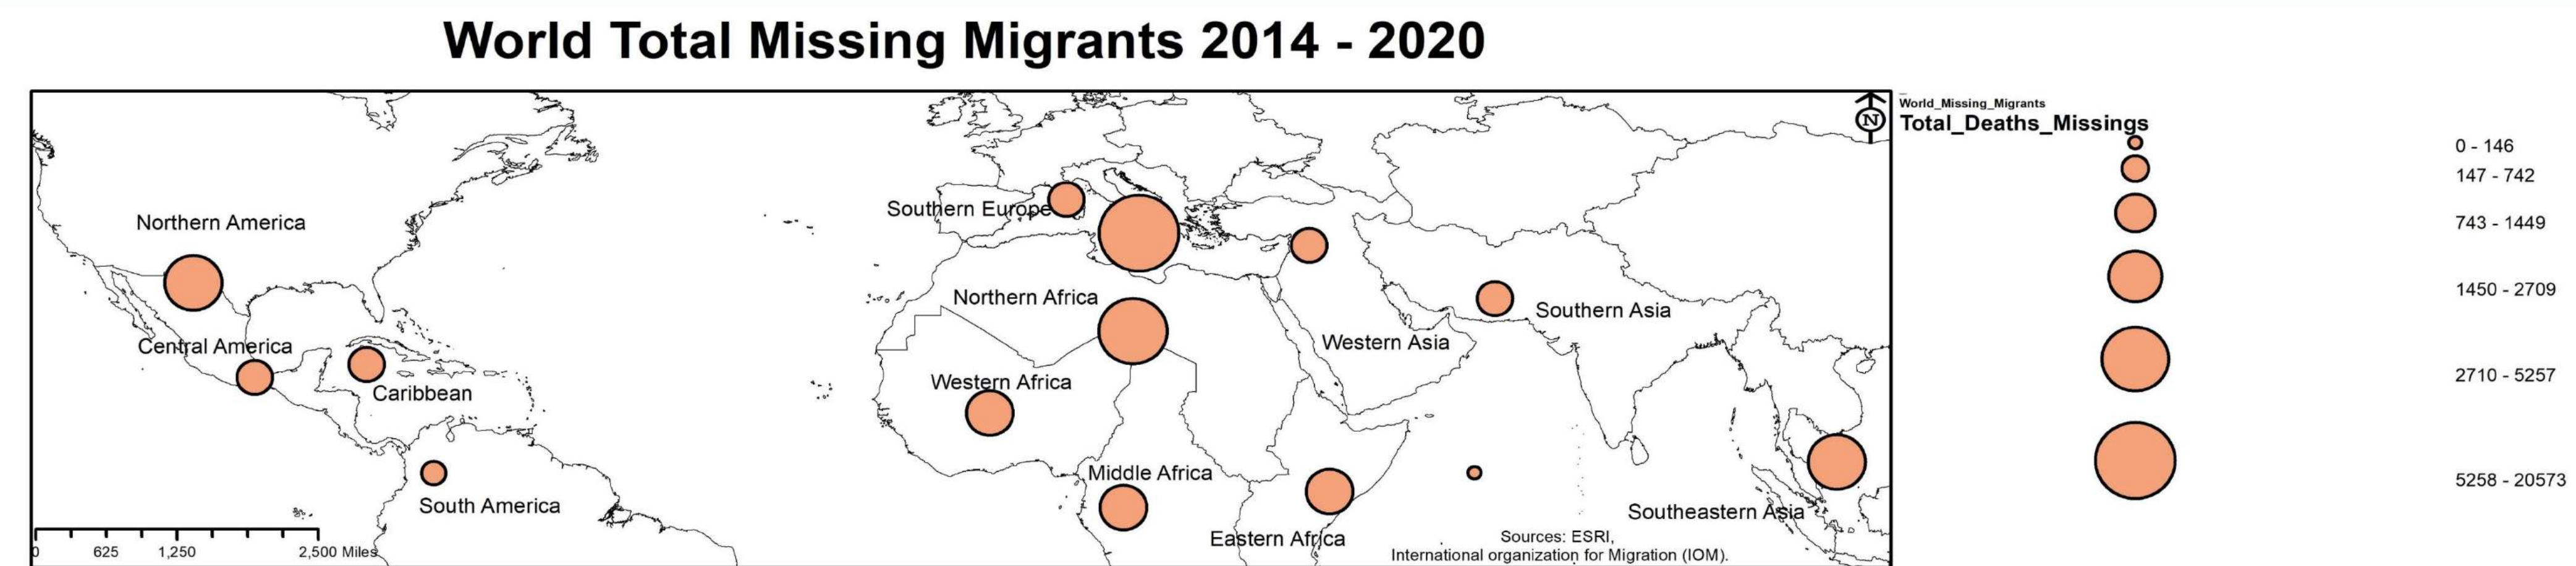 World Total Missing Migrants 2014 - 2020
N
World_Missing_Migrants
Total_Deaths_Missings
0 - 146
147 - 742
743 - 1449
1450 - 2709
2710 - 5257
5258 - 20573
Northern America
Southern Europe
Northern Africa
Southern Asia
Western Asia
Central America
Caribbean
Western Africa
Middle Africa
South America
Southeastern Asia
Eastern Africa
Sources: ESRI,
International organization for Migration (IOM).
0 625 1,250 2,500 Miles